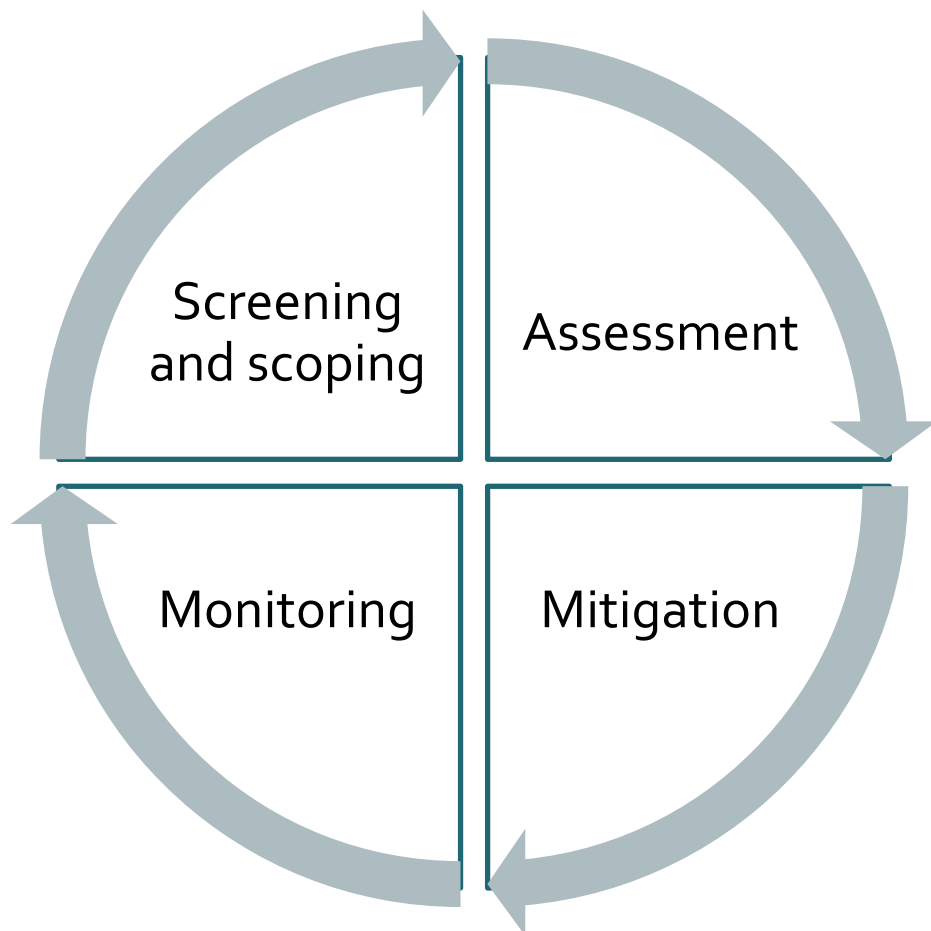 Screening
and scoping
Assessment
Monitoring
Mitigation